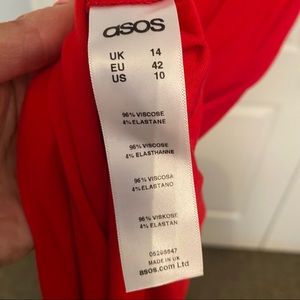 asos
UK 14
EU 42
US 10
96% VISCOSE
4% ELASTANE
96% VISCOSE
4% ELASTHANNE
96% VISCOSA
4% ELASTANO
96% VISKOSE
4% ELASTAN
MADE IN UK
asos.com Ltd